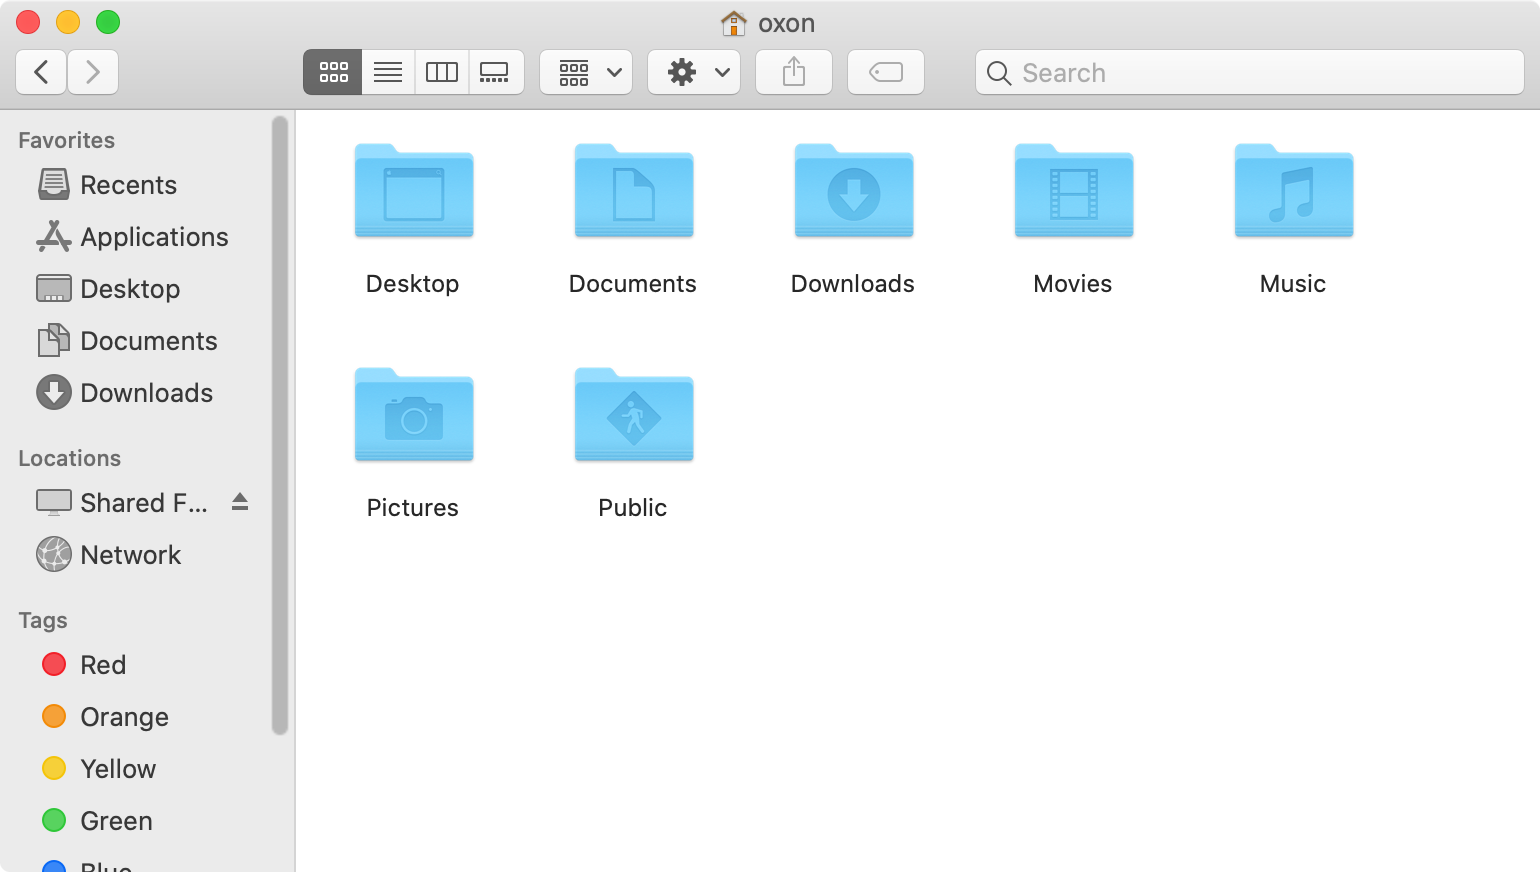 oxon
Search
Favorites
Recents
Applications
Desktop
Documents
Downloads
Locations
Shared F...
Network
Tags
Red
Orange
Yellow
Green
Blue
Desktop
Documents
Downloads
Movies
Music
Pictures
Public